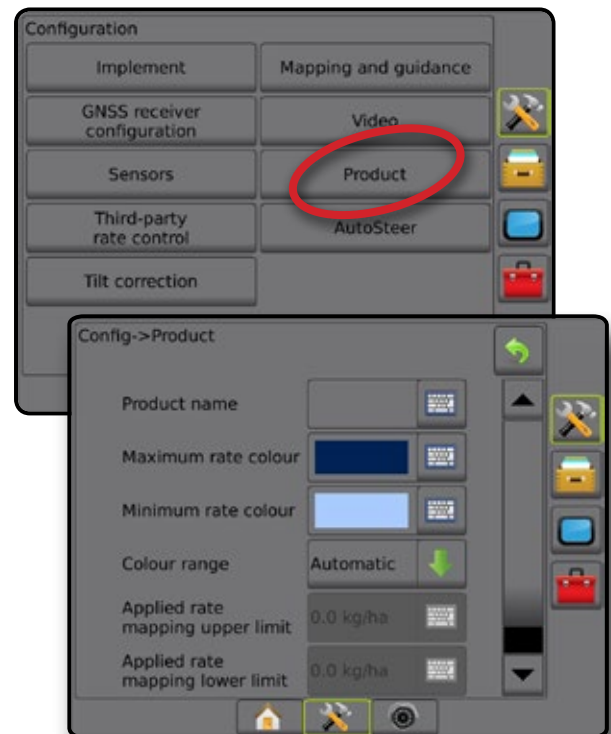 Configuration
Implement
Mapping and guidance
GNSS receiver
configuration
Video
Sensors
Product
Third-party
rate control
AutoSteer
Tilt correction
Config->Product
Product name
Maximum rate colour
Minimum rate colour
Colour range
Automatic
Applied rate
mapping upper limit
0.0 kg/ha
Applied rate
mapping lower limit
0.0 kg/ha